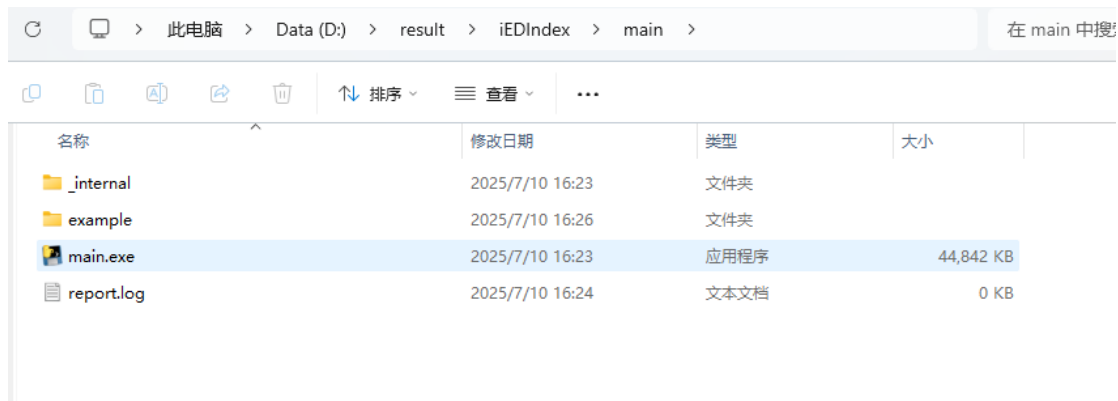 此电脑 > Data (D:) > result > iEDIndex > main > 在 main 中搜索
排序 查看 ...
名称 修改日期 类型 大小
_internal 2025/7/10 16:23 文件夹
example 2025/7/10 16:26 文件夹
main.exe 2025/7/10 16:23 应用程序 44,842 KB
report.log 2025/7/10 16:24 文本文档 0 KB